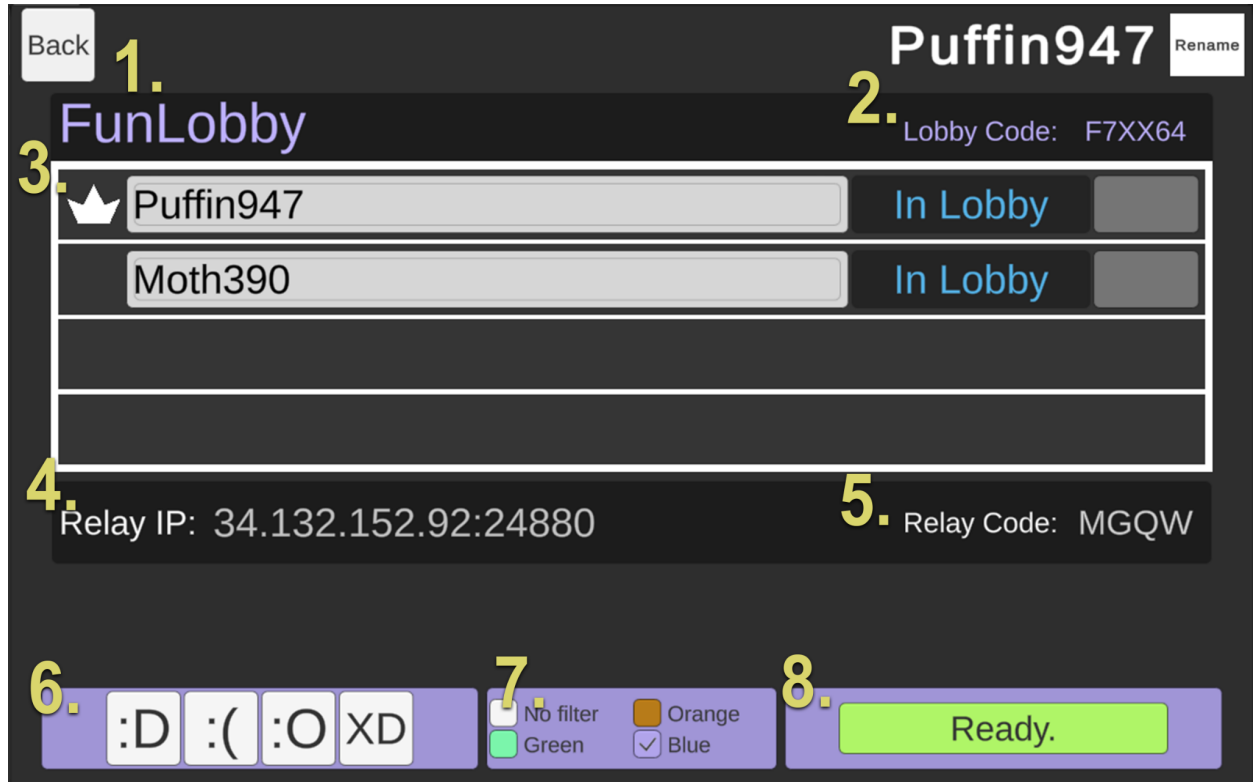 Back
1.
Puffin947
Rename
FunLobby
2.
Lobby Code: F7XX64
3.
Puffin947 In Lobby
Moth390 In Lobby
4.
Relay IP: 34.132.152.92:24880
5.
Relay Code: MGQW
6.
:D :( :O XD
7.
No filter Orange
Green Blue
8.
Ready.